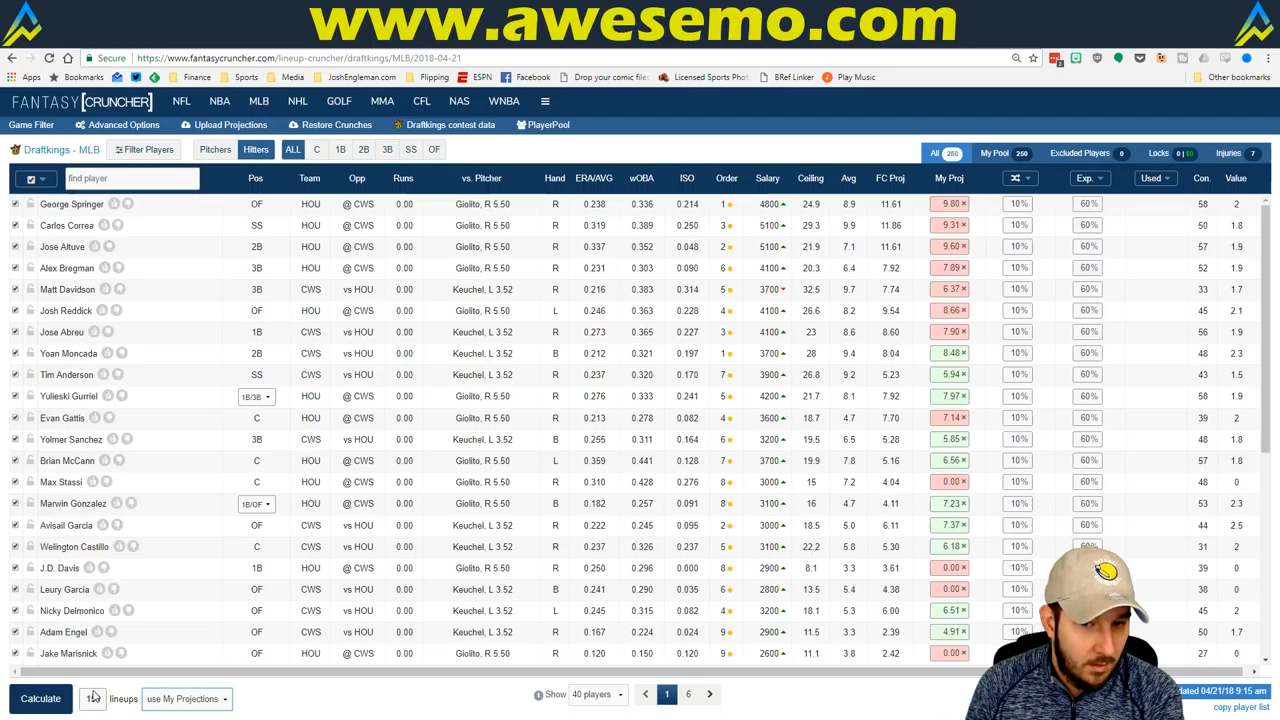 www.awesemo.com
Secure https://www.fantasycruncher.com/lineup-cruncher/draftkings/MLB/2018-04-21
Apps Bookmarks Finance Sports Media JoshEngleman.com Flipping ESPN Facebook Drop your comic files Licensed Sports Phot BRef Linker Play Music Other bookmarks
FANTASY [CRUNCHER] NFL NBA MLB NHL GOLF MMA CFL NAS WNBA
Game Filter Advanced Options Upload Projections Restore Crunches Draftkings contest data PlayerPool
Draftkings - MLB Filter Players Pitchers Hitters ALL C 1B 2B 3B SS OF All 250 My Pool 250 Excluded Players 0 Locks 0 | $0 Injuries 7
find player Pos Team Opp Runs vs. Pitcher Hand ERA/AVG wOBA ISO Order Salary Ceiling Avg FC Proj My Proj Exp. Used Con. Value
George Springer OF HOU @ CWS 0.00 Giolito, R 5.50 R 0.238 0.336 0.214 1 4800 24.9 8.9 11.61 9.80 × 10% 60% 58 2
Carlos Correa SS HOU @ CWS 0.00 Giolito, R 5.50 R 0.319 0.389 0.250 3 5100 29.3 9.9 11.86 9.31 × 10% 60% 50 1.8
Jose Altuve 2B HOU @ CWS 0.00 Giolito, R 5.50 R 0.337 0.352 0.048 2 5100 21.9 7.1 11.61 9.60 × 10% 60% 57 1.9
Alex Bregman 3B HOU @ CWS 0.00 Giolito, R 5.50 R 0.231 0.303 0.090 6 4100 20.3 6.4 7.92 7.89 × 10% 60% 52 1.9
Matt Davidson 3B CWS vs HOU 0.00 Keuchel, L 3.52 R 0.216 0.383 0.314 5 3700 32.5 9.7 7.74 6.37 × 10% 60% 33 1.7
Josh Reddick OF HOU @ CWS 0.00 Giolito, R 5.50 L 0.246 0.363 0.228 4 4100 26.6 8.2 9.54 8.66 × 10% 60% 45 2.1
Jose Abreu 1B CWS vs HOU 0.00 Keuchel, L 3.52 R 0.273 0.365 0.227 3 4100 23 8.6 8.60 7.90 × 10% 60% 56 1.9
Yoan Moncada 2B CWS vs HOU 0.00 Keuchel, L 3.52 B 0.212 0.321 0.197 1 3700 28 9.4 8.04 8.48 × 10% 60% 48 2.3
Tim Anderson SS CWS vs HOU 0.00 Keuchel, L 3.52 R 0.237 0.320 0.170 7 3900 26.8 9.2 5.23 5.94 × 10% 60% 43 1.5
Yulieski Gurriel 1B/3B HOU @ CWS 0.00 Giolito, R 5.50 R 0.276 0.333 0.241 5 4200 21.7 8.1 7.92 7.97 × 10% 60% 58 1.9
Evan Gattis C HOU @ CWS 0.00 Giolito, R 5.50 R 0.213 0.278 0.082 4 3600 18.7 4.7 7.70 7.14 × 10% 60% 39 2
Yolmer Sanchez 3B CWS vs HOU 0.00 Keuchel, L 3.52 B 0.255 0.311 0.164 6 3200 19.5 6.5 5.28 5.85 × 10% 60% 48 1.8
Brian McCann C HOU @ CWS 0.00 Giolito, R 5.50 L 0.359 0.441 0.128 7 3700 19.9 7.8 5.16 6.56 × 10% 60% 57 1.8
Max Stassi C HOU @ CWS 0.00 Giolito, R 5.50 R 0.310 0.428 0.276 8 3000 15 7.2 4.04 0.00 × 10% 60% 48 0
Marwin Gonzalez 1B/OF HOU @ CWS 0.00 Giolito, R 5.50 B 0.182 0.257 0.091 8 3100 16 4.7 4.11 7.23 × 10% 60% 53 2.3
Avisail Garcia OF CWS vs HOU 0.00 Keuchel, L 3.52 R 0.222 0.245 0.095 2 3000 18.5 5.0 6.11 7.37 × 10% 60% 44 2.5
Welington Castillo C CWS vs HOU 0.00 Keuchel, L 3.52 R 0.237 0.326 0.237 5 3100 22.2 5.8 5.30 6.18 × 10% 60% 31 2
J.D. Davis 1B HOU @ CWS 0.00 Giolito, R 5.50 R 0.250 0.296 0.000 8 2900 8.1 3.7 3.61 0.00 × 10% 39 0
Leury Garcia OF CWS vs HOU 0.00 Keuchel, L 3.52 B 0.241 0.290 0.035 6 2800 13.5 5.4 4.38 0.00 × 10% 38 0
Nicky Delmonico OF CWS vs HOU 0.00 Keuchel, L 3.52 L 0.245 0.315 0.082 4 3200 18.1 5.3 6.00 6.51 × 10% 45 2
Adam Engel OF CWS vs HOU 0.00 Keuchel, L 3.52 R 0.167 0.224 0.024 9 2900 11.5 3.3 2.39 4.91 × 10% 50 1.7
Jake Marisnick OF HOU @ CWS 0.00 Giolito, R 5.50 R 0.120 0.150 0.120 9 2600 11.1 3.8 2.42 0.00 × 27 0
Calculate lineups use My Projections Show 40 players 1 6 04/21/18 9:15 am
copy player list